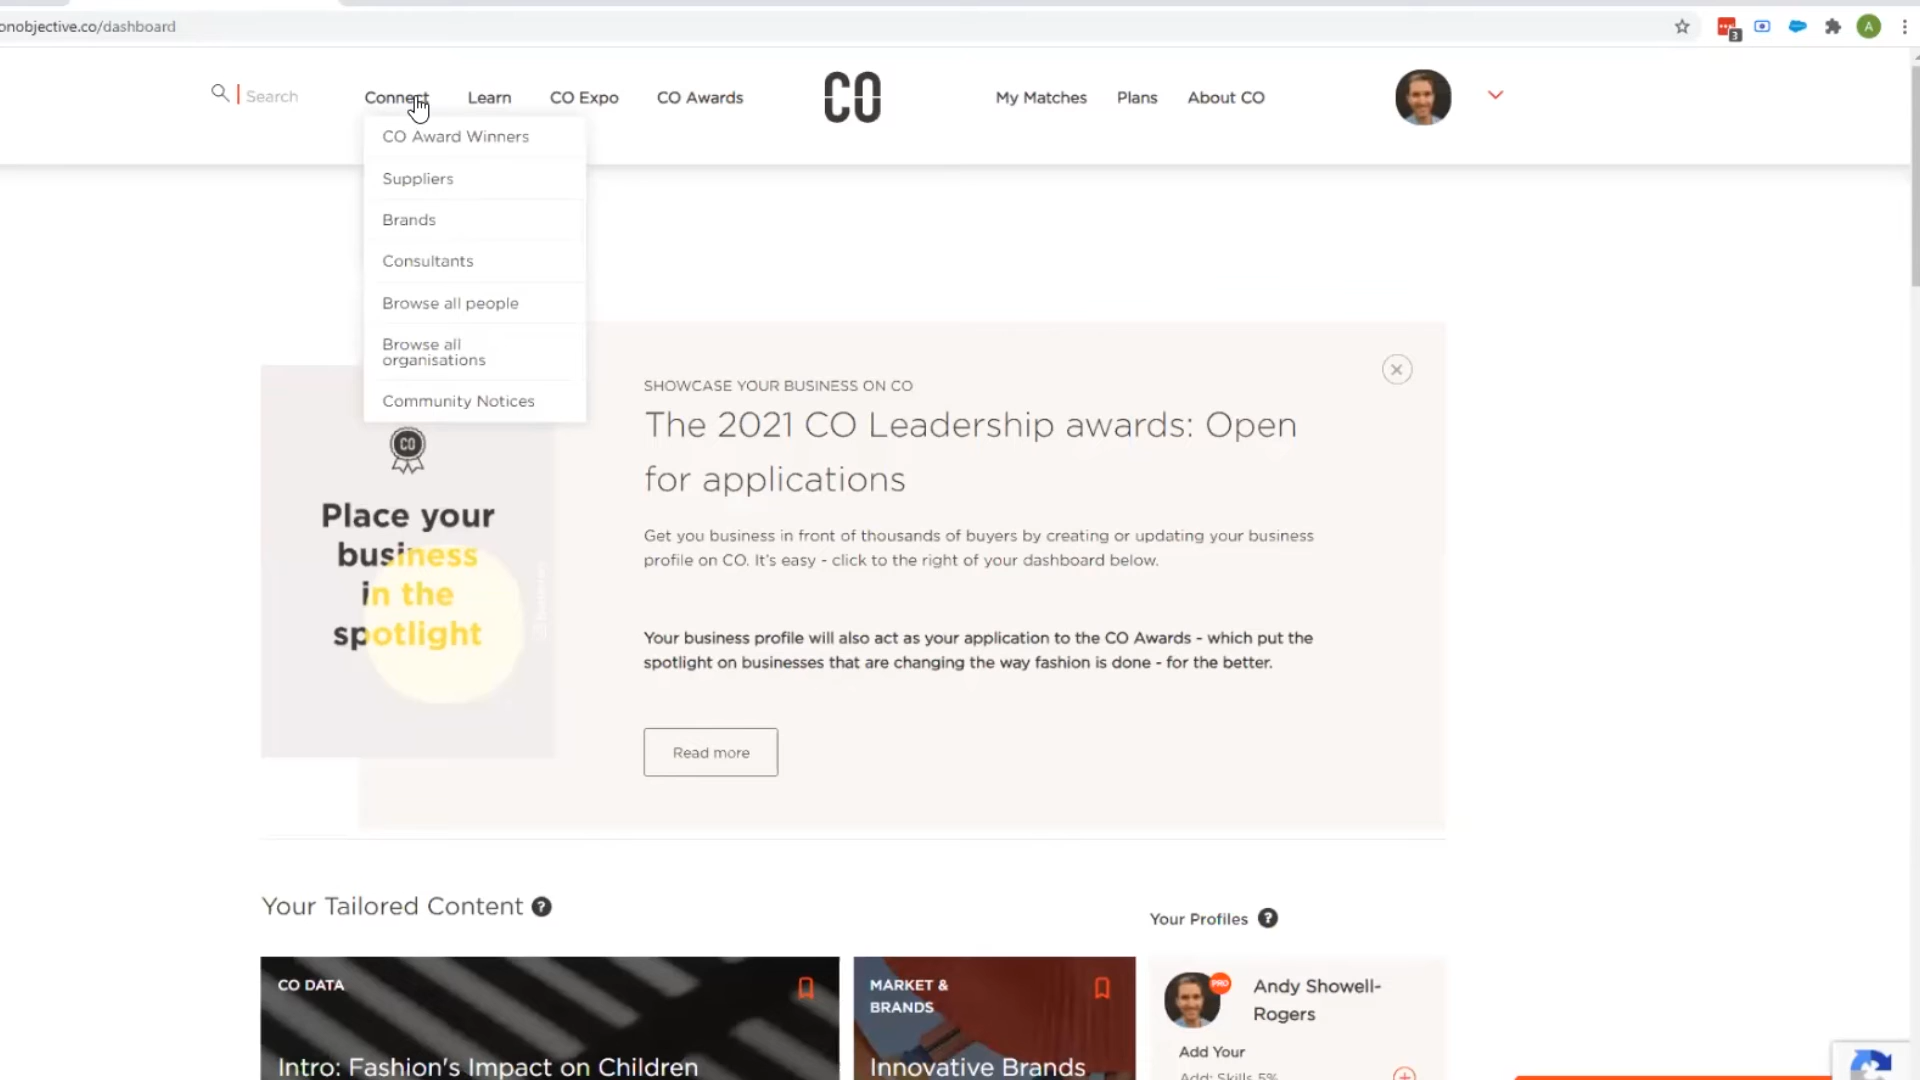 onobjective.co/dashboard
3
A
Search
Connect
Learn
CO Expo
CO Awards
CO
My Matches
Plans
About CO
CO Award Winners
Suppliers
Brands
Consultants
Browse all people
Browse all
organisations
Community Notices
CO
Place your
business
in the
spotlight
SHOWCASE YOUR BUSINESS ON CO
The 2021 CO Leadership awards: Open
for applications
Get you business in front of thousands of buyers by creating or updating your business
profile on CO. It's easy - click to the right of your dashboard below.
Your business profile will also act as your application to the CO Awards - which put the
spotlight on businesses that are changing the way fashion is done - for the better.
Read more
Your Tailored Content ?
Your Profiles ?
CO DATA
Intro: Fashion's Impact on Children
MARKET &
BRANDS
Innovative Brands
PRO
Andy Showell-
Rogers
Add Your
Add: Skills 5%